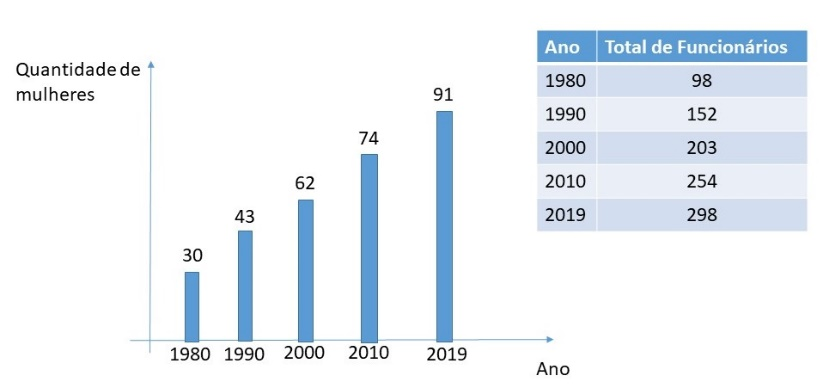 Quantidade de
mulheres
91
74
62
43
30
1980 1990 2000 2010 2019
Ano
Ano Total de Funcionários
1980 98
1990 152
2000 203
2010 254
2019 298